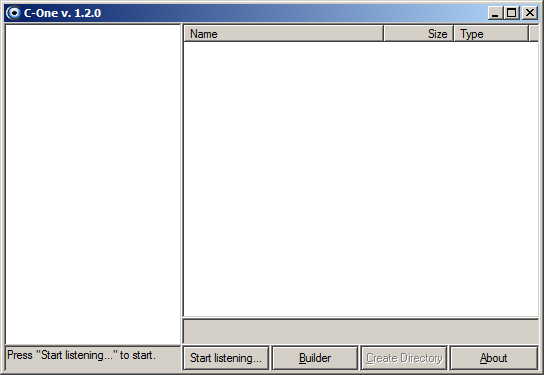 C-One v. 1.2.0
Name Size Type
Press "Start listening..." to start.
Start listening... Builder Create Directory About